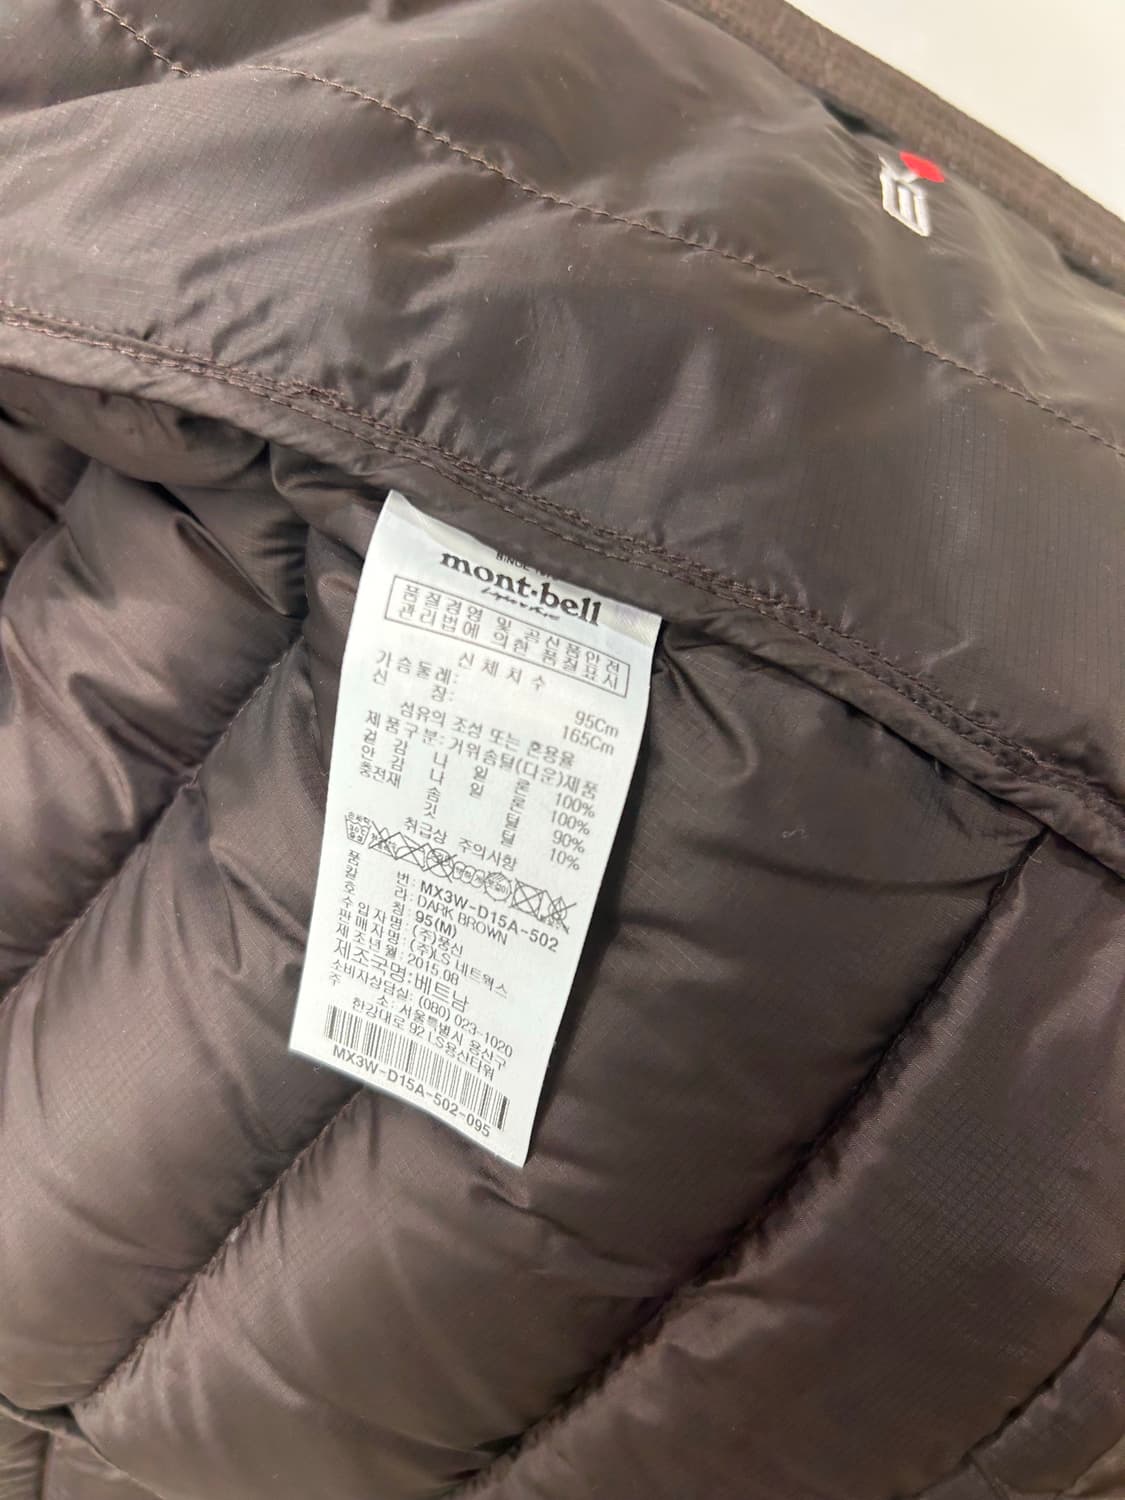 mont·bell
품질경영 및 공산품안전
관리법에 의한 품질표시
신체치수
가슴둘레: 95Cm
신 장: 165Cm
섬유의 조성 또는 혼용율
제품구분: 거위솜털(다운)제품
겉 감 나 일 론 100%
안 감 나 일 론 100%
충전재 솜 털 90%
깃 털 10%
취급상 주의사항
품 번: MX3W-D15A-502
칼 라: DARK BROWN
호 칭: 95(M)
수 입 자 명: (주)풍신
판매자명: (주)LS 네트웍스
제조년월: 2015.08
제조국명: 베트남
소비자상담실: (080) 023-1020
주 소: 서울특별시 용산구
한강대로 92 LS용산타워
MX3W-D15A-502-095